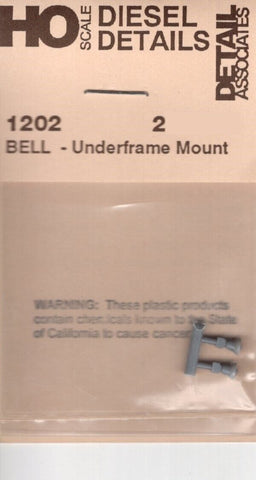 HO SCALE DIESEL DETAILS
DETAIL ASSOCIATES
1202 2
BELL - Underframe Mount
WARNING: These plastic products
contain chemicals known to the State
of California to cause cancer